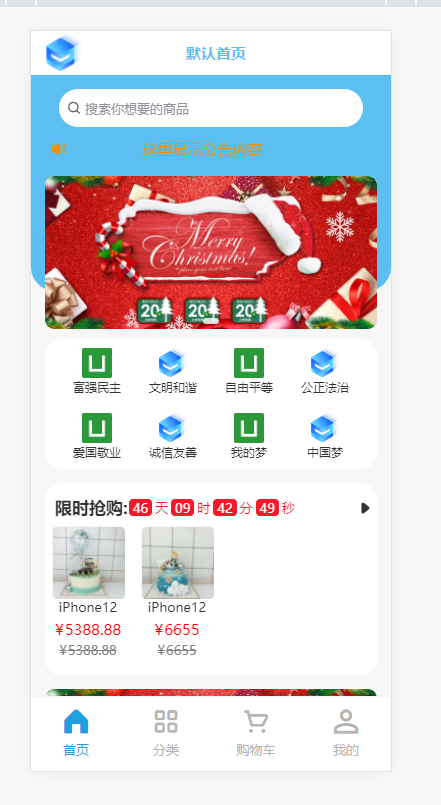 默认首页
搜索你想要的商品
这里显示公告内容
Merry
Christmas!
* place your text here *
20 20 20
富强民主 文明和谐 自由平等 公正法治
爱国敬业 诚信友善 我的梦 中国梦
限时抢购: 46 天 09 时 42 分 49 秒
iPhone12 iPhone12
¥5388.88 ¥6655
¥5388.88 ¥6655
首页 分类 购物车 我的